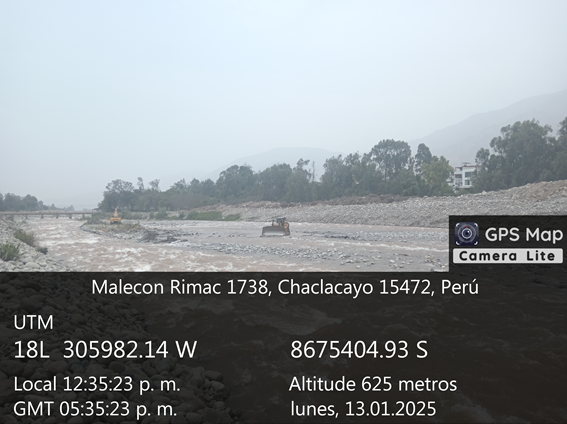 GPS Map
Camera Lite
Malecon Rimac 1738, Chaclacayo 15472, Perú
UTM
18L 305982.14 W 8675404.93 S
Local 12:35:23 p. m. Altitude 625 metros
GMT 05:35:23 p. m. lunes, 13.01.2025